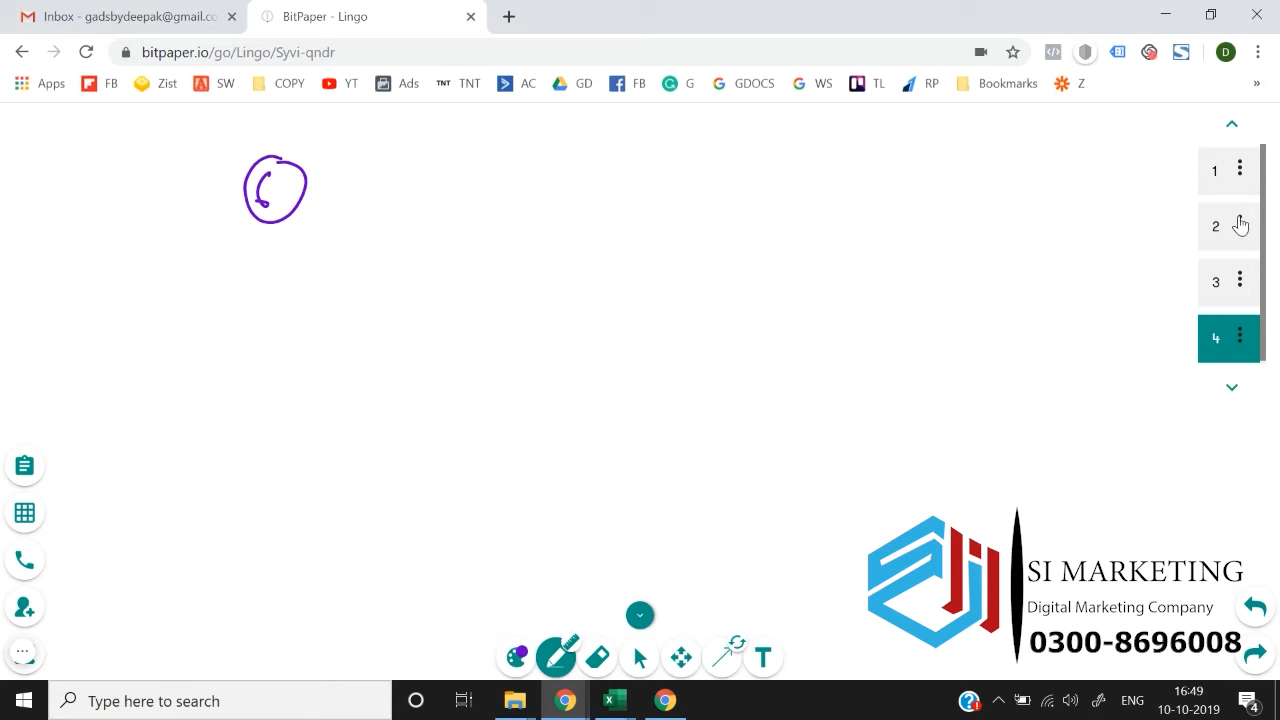 Inbox - gadsbydeepak@gmail.co
BitPaper - Lingo
bitpaper.io/go/Lingo/Syvi-qndr
D
Apps FB Zist SW COPY YT Ads TNT TNT AC GD FB G GDOCS WS TL RP Bookmarks Z »
1
2
3
4
SI MARKETING
Digital Marketing Company
0300-8696008
T
Type here to search
ENG
16:49
10-10-2019
4